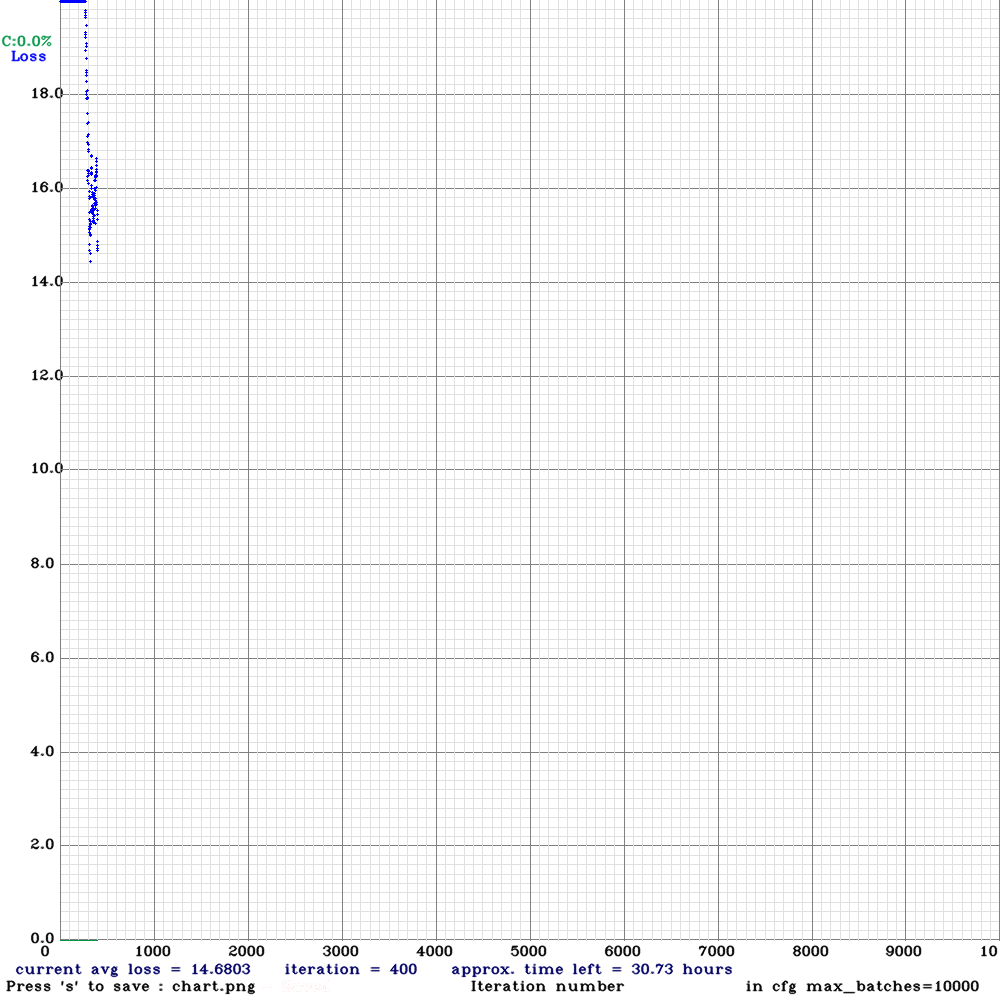 C:0.0%
Loss
18.0
16.0
14.0
12.0
10.0
8.0
6.0
4.0
2.0
0.0
0 1000 2000 3000 4000 5000 6000 7000 8000 9000 10
current avg loss = 14.6803 iteration = 400 approx. time left = 30.73 hours
Press 's' to save : chart.png Iteration number in cfg max_batches=10000